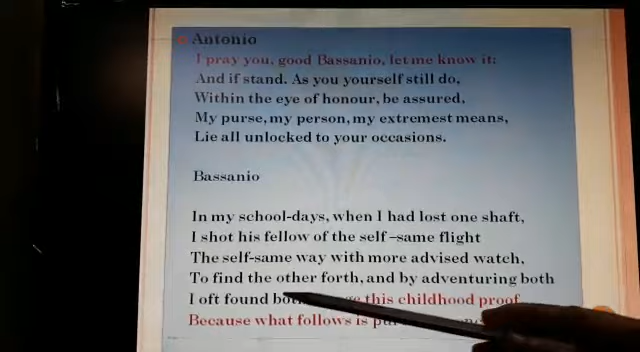 Antonio
I pray you, good Bassanio, let me know it:
And if stand. As you yourself still do,
Within the eye of honour, be assured,
My purse, my person, my extremest means,
Lie all unlocked to your occasions.
Bassanio
In my school-days, when I had lost one shaft,
I shot his fellow of the self–same flight
The self-same way with more advised watch,
To find the other forth, and by adventuring both
I oft found this childhood proof
Because what follows is